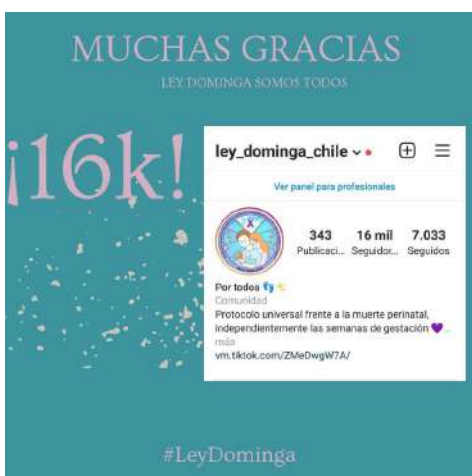 MUCHAS GRACIAS
LEY DOMINGA SOMOS TODOS
¡16k!
ley_dominga_chile
Ver panel para profesionales
343 16 mil 7.033
Publicaci... Seguidor... Seguidos
Por todos
Comunidad
Protocolo universal frente a la muerte perinatal,
independientemente las semanas de gestación 💜...
más
vm.tiktok.com/ZMeDwgW7A/
#LeyDominga